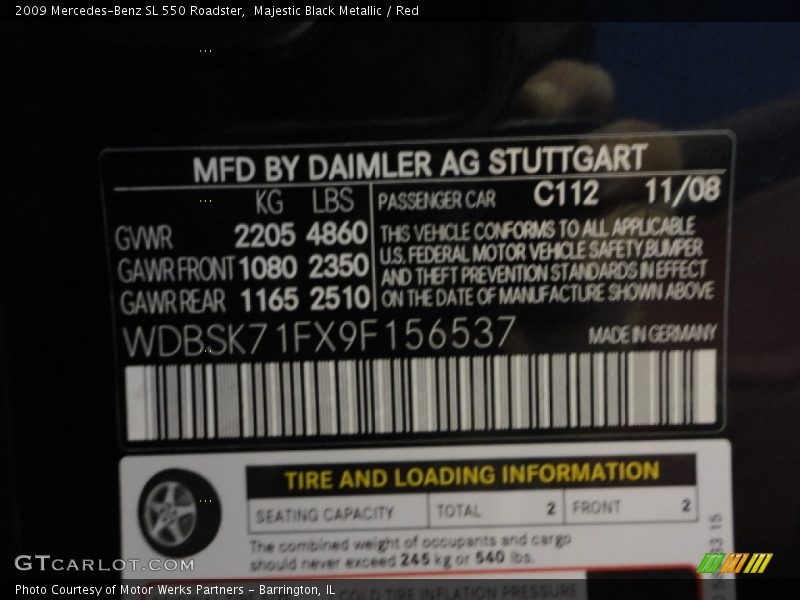 2009 Mercedes-Benz SL 550 Roadster, Majestic Black Metallic / Red
MFD BY DAIMLER AG STUTTGART
KG LBS
GVWR 2205 4860
GAWR FRONT 1080 2350
GAWR REAR 1165 2510
PASSENGER CAR C112 11/08
THIS VEHICLE CONFORMS TO ALL APPLICABLE
U.S. FEDERAL MOTOR VEHICLE SAFETY,BUMPER
AND THEFT PREVENTION STANDARDS IN EFFECT
ON THE DATE OF MANUFACTURE SHOWN ABOVE
WDBSK71FX9F156537
MADE IN GERMANY
TIRE AND LOADING INFORMATION
SEATING CAPACITY TOTAL 2 FRONT 2
The combined weight of occupants and cargo
should never exceed 245 kg or 540 lbs.
COLD TIRE INFLATION PRESSURE
GTCARLOT.COM
Photo Courtesy of Motor Werks Partners - Barrington, IL